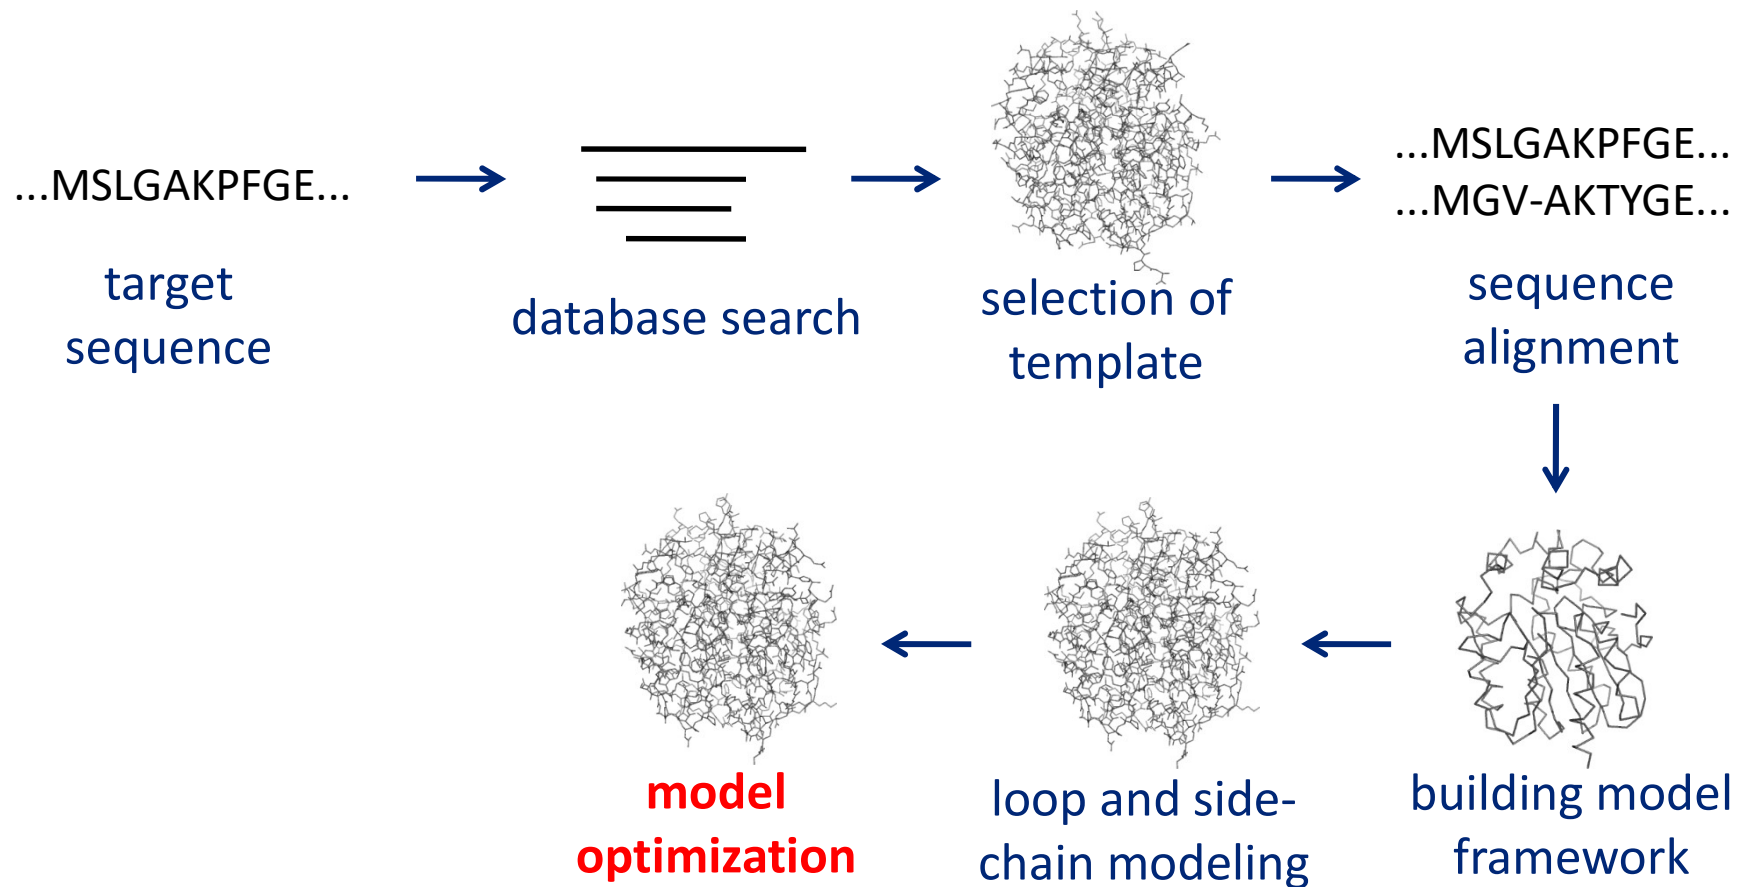 ...MSLGAKPFGE...
target
sequence
database search
selection of
template
...MSLGAKPFGE...
...MGV-AKTYGE...
sequence
alignment
building model
framework
loop and side-
chain modeling
model
optimization